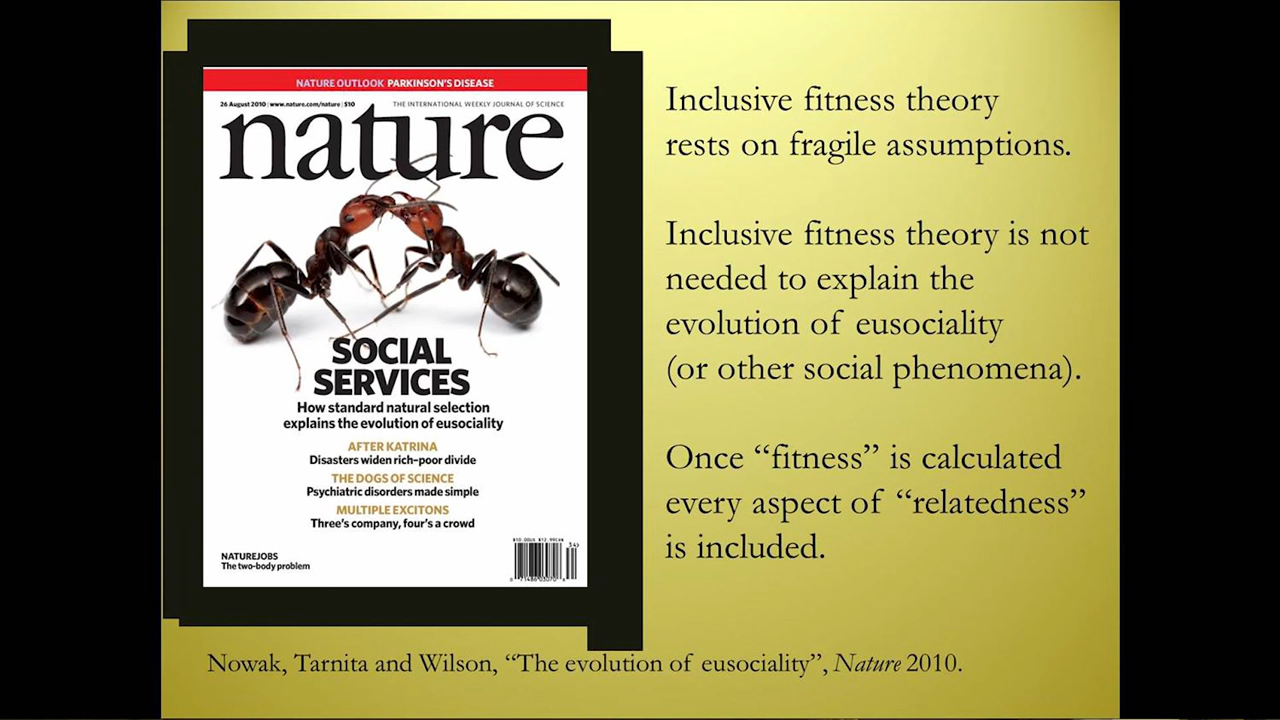 NATURE OUTLOOK PARKINSON'S DISEASE
26 August 2010 | www.nature.com/nature | $10
THE INTERNATIONAL WEEKLY JOURNAL OF SCIENCE
nature
SOCIAL
SERVICES
How standard natural selection
explains the evolution of eusociality
AFTER KATRINA
Disasters widen rich–poor divide
THE DOGS OF SCIENCE
Psychiatric disorders made simple
MULTIPLE EXCITONS
Three's company, four's a crowd
NATUREJOBS
The two-body problem
Inclusive fitness theory
rests on fragile assumptions.
Inclusive fitness theory is not
needed to explain the
evolution of eusociality
(or other social phenomena).
Once “fitness” is calculated
every aspect of “relatedness”
is included.
Nowak, Tarnita and Wilson, “The evolution of eusociality”, Nature 2010.